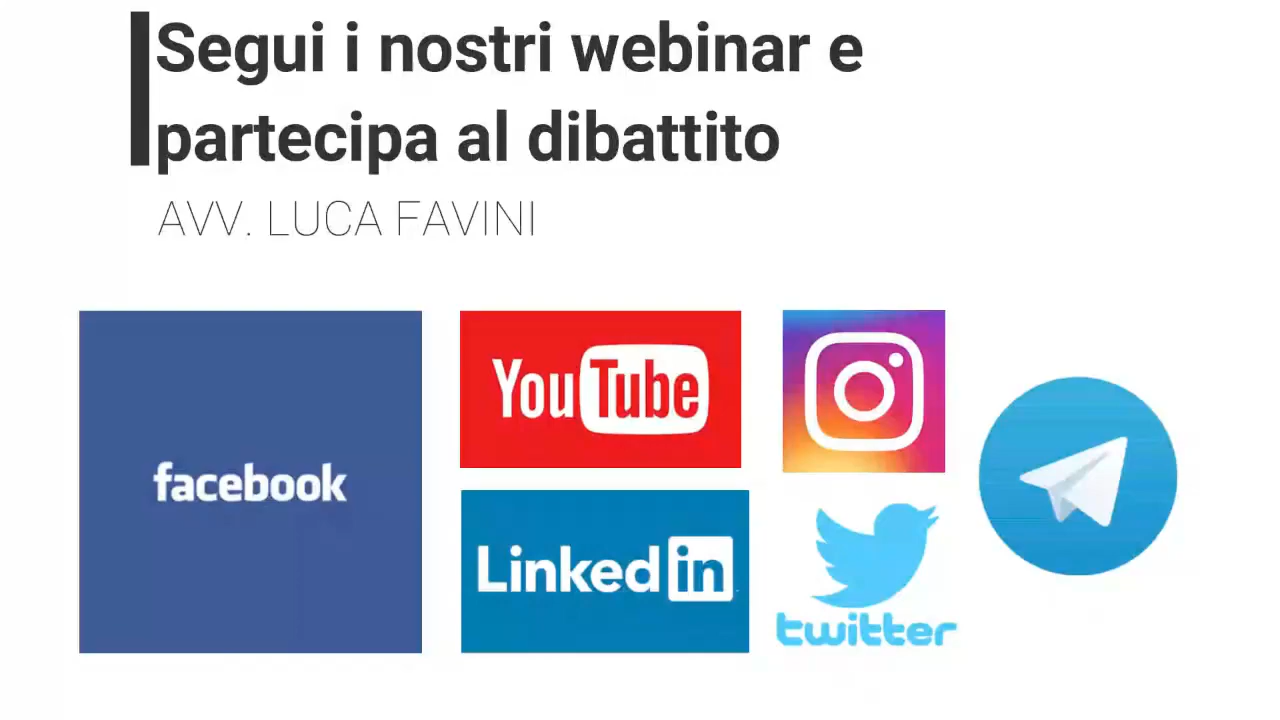 Segui i nostri webinar e
partecipa al dibattito
AVV. LUCA FAVINI
facebook
YouTube
Linkedin
twitter